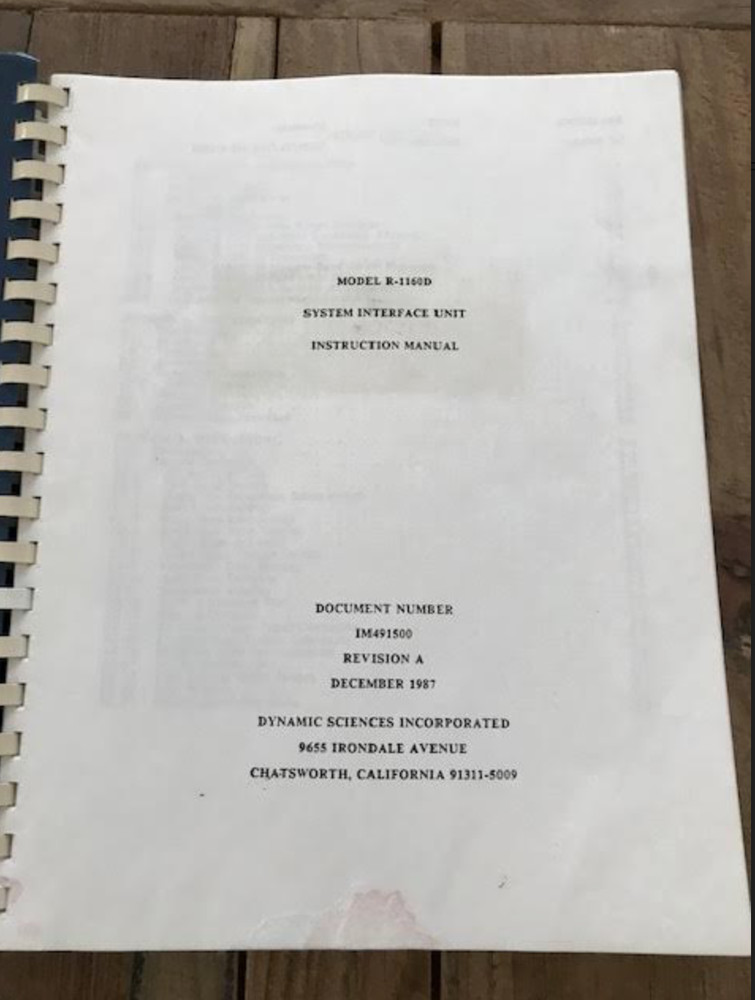 MODEL R-1160D
SYSTEM INTERFACE UNIT
INSTRUCTION MANUAL
DOCUMENT NUMBER
IM491500
REVISION A
DECEMBER 1987
DYNAMIC SCIENCES INCORPORATED
9655 IRONDALE AVENUE
CHATSWORTH, CALIFORNIA 91311-5009